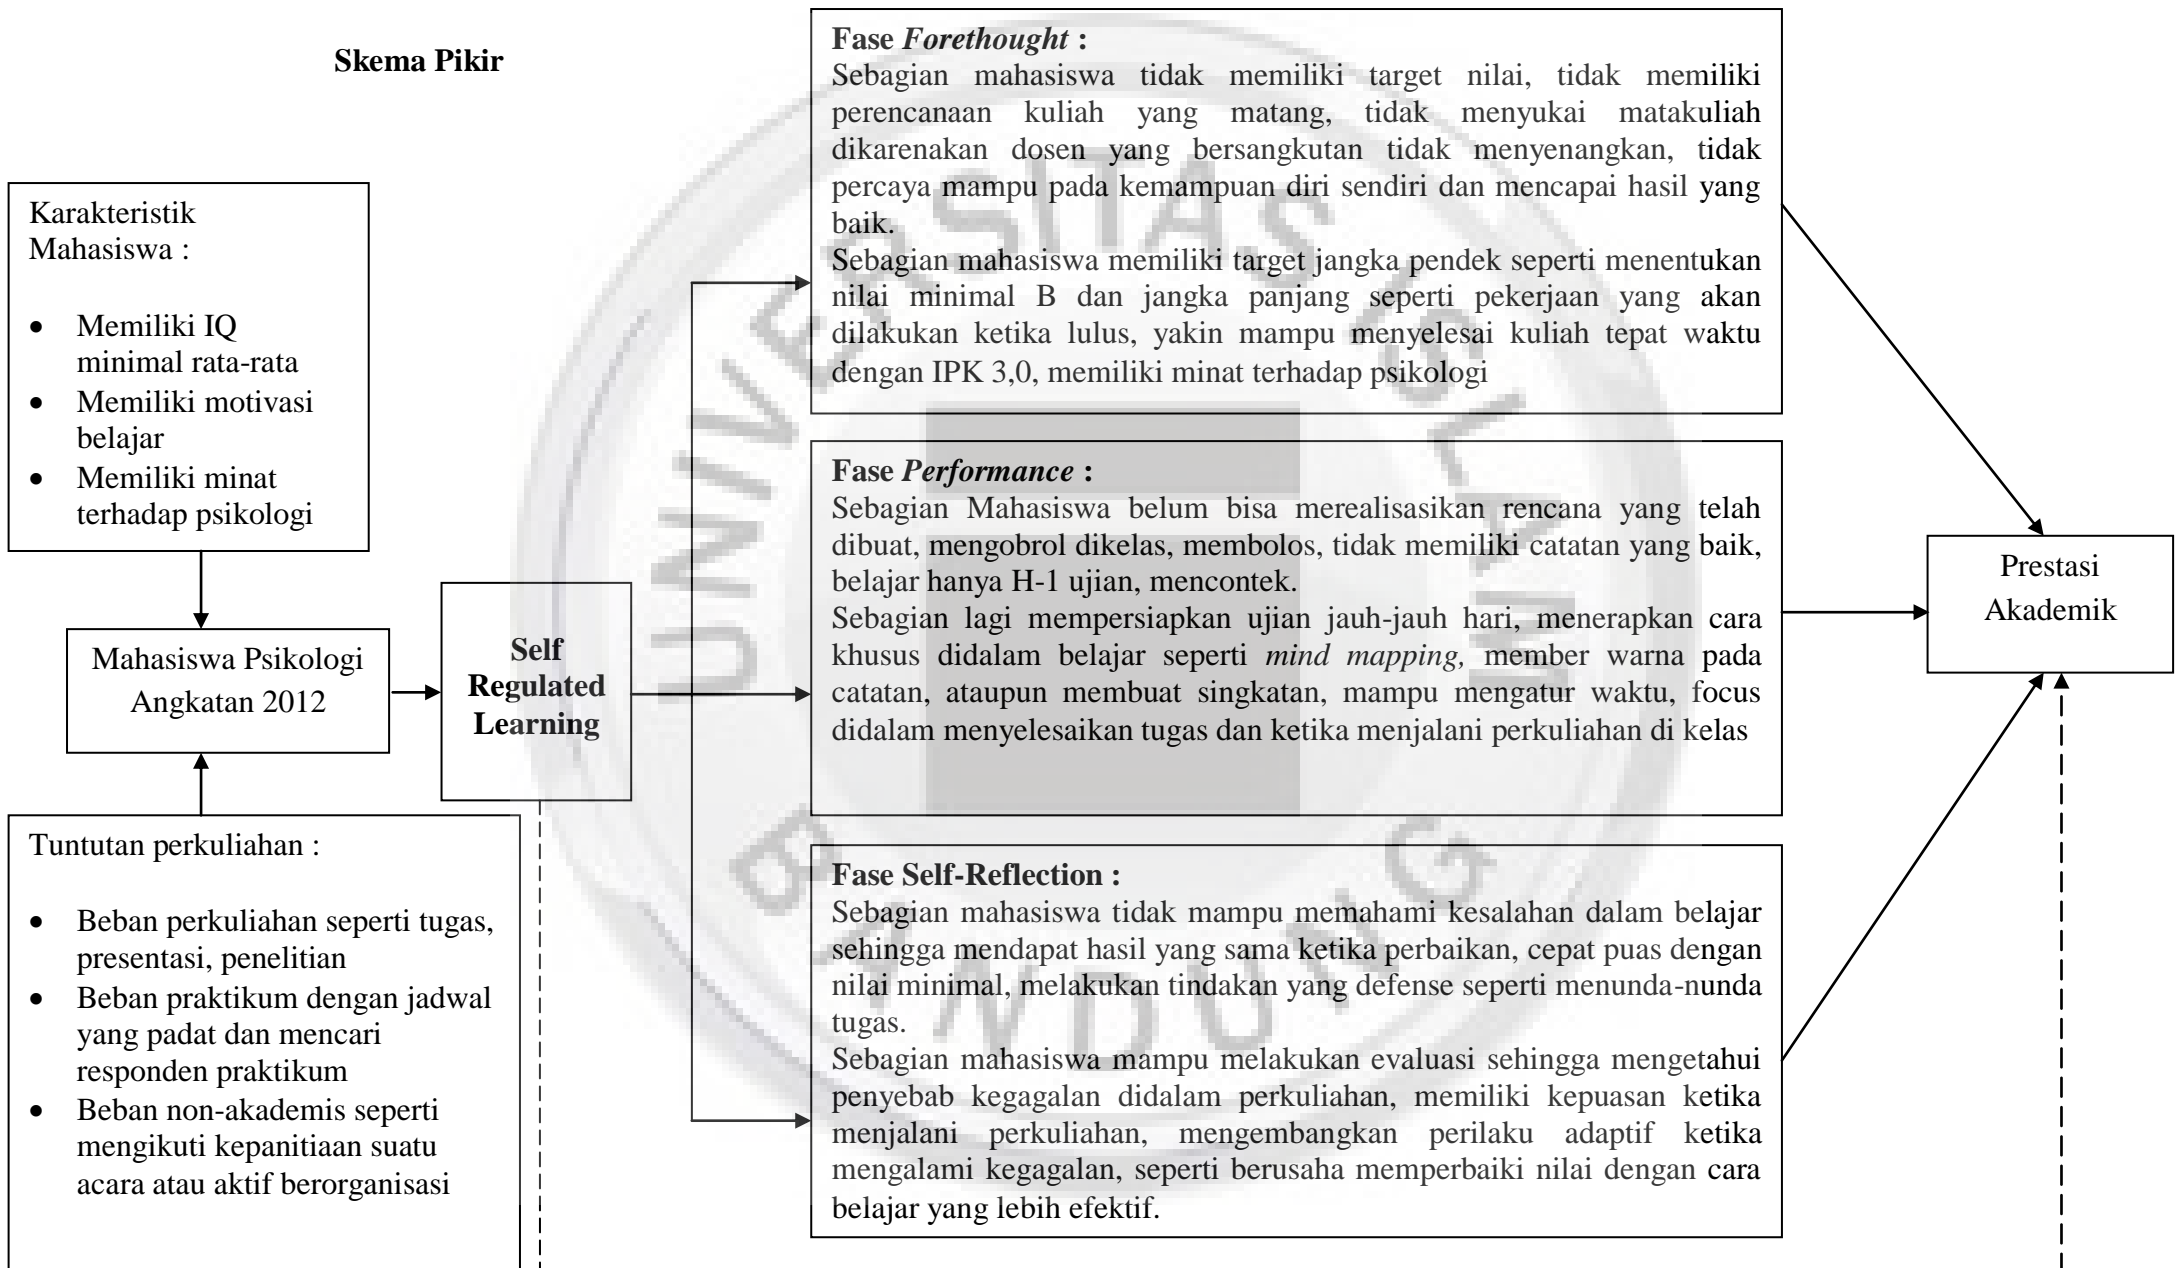 Skema Pikir
Karakteristik
Mahasiswa :
• Memiliki IQ
minimal rata-rata
• Memiliki motivasi
belajar
• Memiliki minat
terhadap psikologi
Mahasiswa Psikologi
Angkatan 2012
Tuntutan perkuliahan :
• Beban perkuliahan seperti tugas,
presentasi, penelitian
• Beban praktikum dengan jadwal
yang padat dan mencari
responden praktikum
• Beban non-akademis seperti
mengikuti kepanitiaan suatu
acara atau aktif berorganisasi
Self
Regulated
Learning
Fase Forethought :
Sebagian mahasiswa tidak memiliki target nilai, tidak memiliki
perencanaan kuliah yang matang, tidak menyukai matakuliah
dikarenakan dosen yang bersangkutan tidak menyenangkan, tidak
percaya mampu pada kemampuan diri sendiri dan mencapai hasil yang
baik.
Sebagian mahasiswa memiliki target jangka pendek seperti menentukan
nilai minimal B dan jangka panjang seperti pekerjaan yang akan
dilakukan ketika lulus, yakin mampu menyelesai kuliah tepat waktu
dengan IPK 3,0, memiliki minat terhadap psikologi
Fase Performance :
Sebagian Mahasiswa belum bisa merealisasikan rencana yang telah
dibuat, mengobrol dikelas, membolos, tidak memiliki catatan yang baik,
belajar hanya H-1 ujian, mencontek.
Sebagian lagi mempersiapkan ujian jauh-jauh hari, menerapkan cara
khusus didalam belajar seperti mind mapping, member warna pada
catatan, ataupun membuat singkatan, mampu mengatur waktu, focus
didalam menyelesaikan tugas dan ketika menjalani perkuliahan di kelas
Fase Self-Reflection :
Sebagian mahasiswa tidak mampu memahami kesalahan dalam belajar
sehingga mendapat hasil yang sama ketika perbaikan, cepat puas dengan
nilai minimal, melakukan tindakan yang defense seperti menunda-nunda
tugas.
Sebagian mahasiswa mampu melakukan evaluasi sehingga mengetahui
penyebab kegagalan didalam perkuliahan, memiliki kepuasan ketika
menjalani perkuliahan, mengembangkan perilaku adaptif ketika
mengalami kegagalan, seperti berusaha memperbaiki nilai dengan cara
belajar yang lebih efektif.
Prestasi
Akademik
UNIVERSITAS ISLAM
BANDUNG